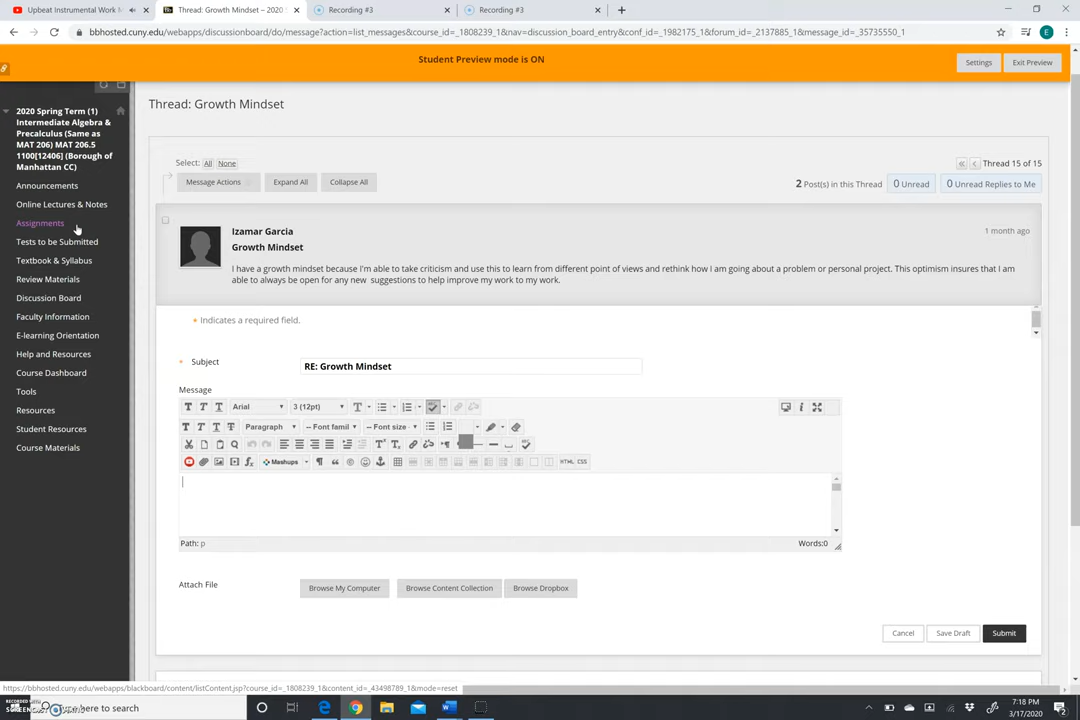 Upbeat Instrumental Work M
Thread: Growth Mindset – 2020 S
Recording #3
Recording #3
bbhosted.cuny.edu/webapps/discussionboard/do/message?action=list_messages&course_id=_1808239_1&nav=discussion_board_entry&conf_id=_1982175_1&forum_id=_2137885_1&message_id=_35735550_1
E
Student Preview mode is ON
Settings
Exit Preview
2020 Spring Term (1)
Intermediate Algebra &
Precalculus (Same as
MAT 206) MAT 206.5
1100[12406] (Borough of
Manhattan CC)
Announcements
Online Lectures & Notes
Assignments
Tests to be Submitted
Textbook & Syllabus
Review Materials
Discussion Board
Faculty Information
E-learning Orientation
Help and Resources
Course Dashboard
Tools
Resources
Student Resources
Course Materials
Thread: Growth Mindset
Select: All None
Thread 15 of 15
Message Actions
Expand All
Collapse All
2 Post(s) in this Thread
0 Unread
0 Unread Replies to Me
Izamar Garcia
1 month ago
Growth Mindset
I have a growth mindset because I'm able to take criticism and use this to learn from different point of views and rethink how I am going about a problem or personal project. This optimism insures that I am
able to always be open for any new suggestions to help improve my work to my work.
Indicates a required field.
Subject
RE: Growth Mindset
Message
Arial
3 (12pt)
Paragraph
-- Font famil
-- Font size
Mashups
HTML CSS
Path: p
Words:0
Attach File
Browse My Computer
Browse Content Collection
Browse Dropbox
Cancel
Save Draft
Submit
https://bbhosted.cuny.edu/webapps/blackboard/content/listContent.jsp?course_id=_1808239_1&content_id=_43498789_1&mode=reset
RECORDED WITH
here to search
7:18 PM
3/17/2020